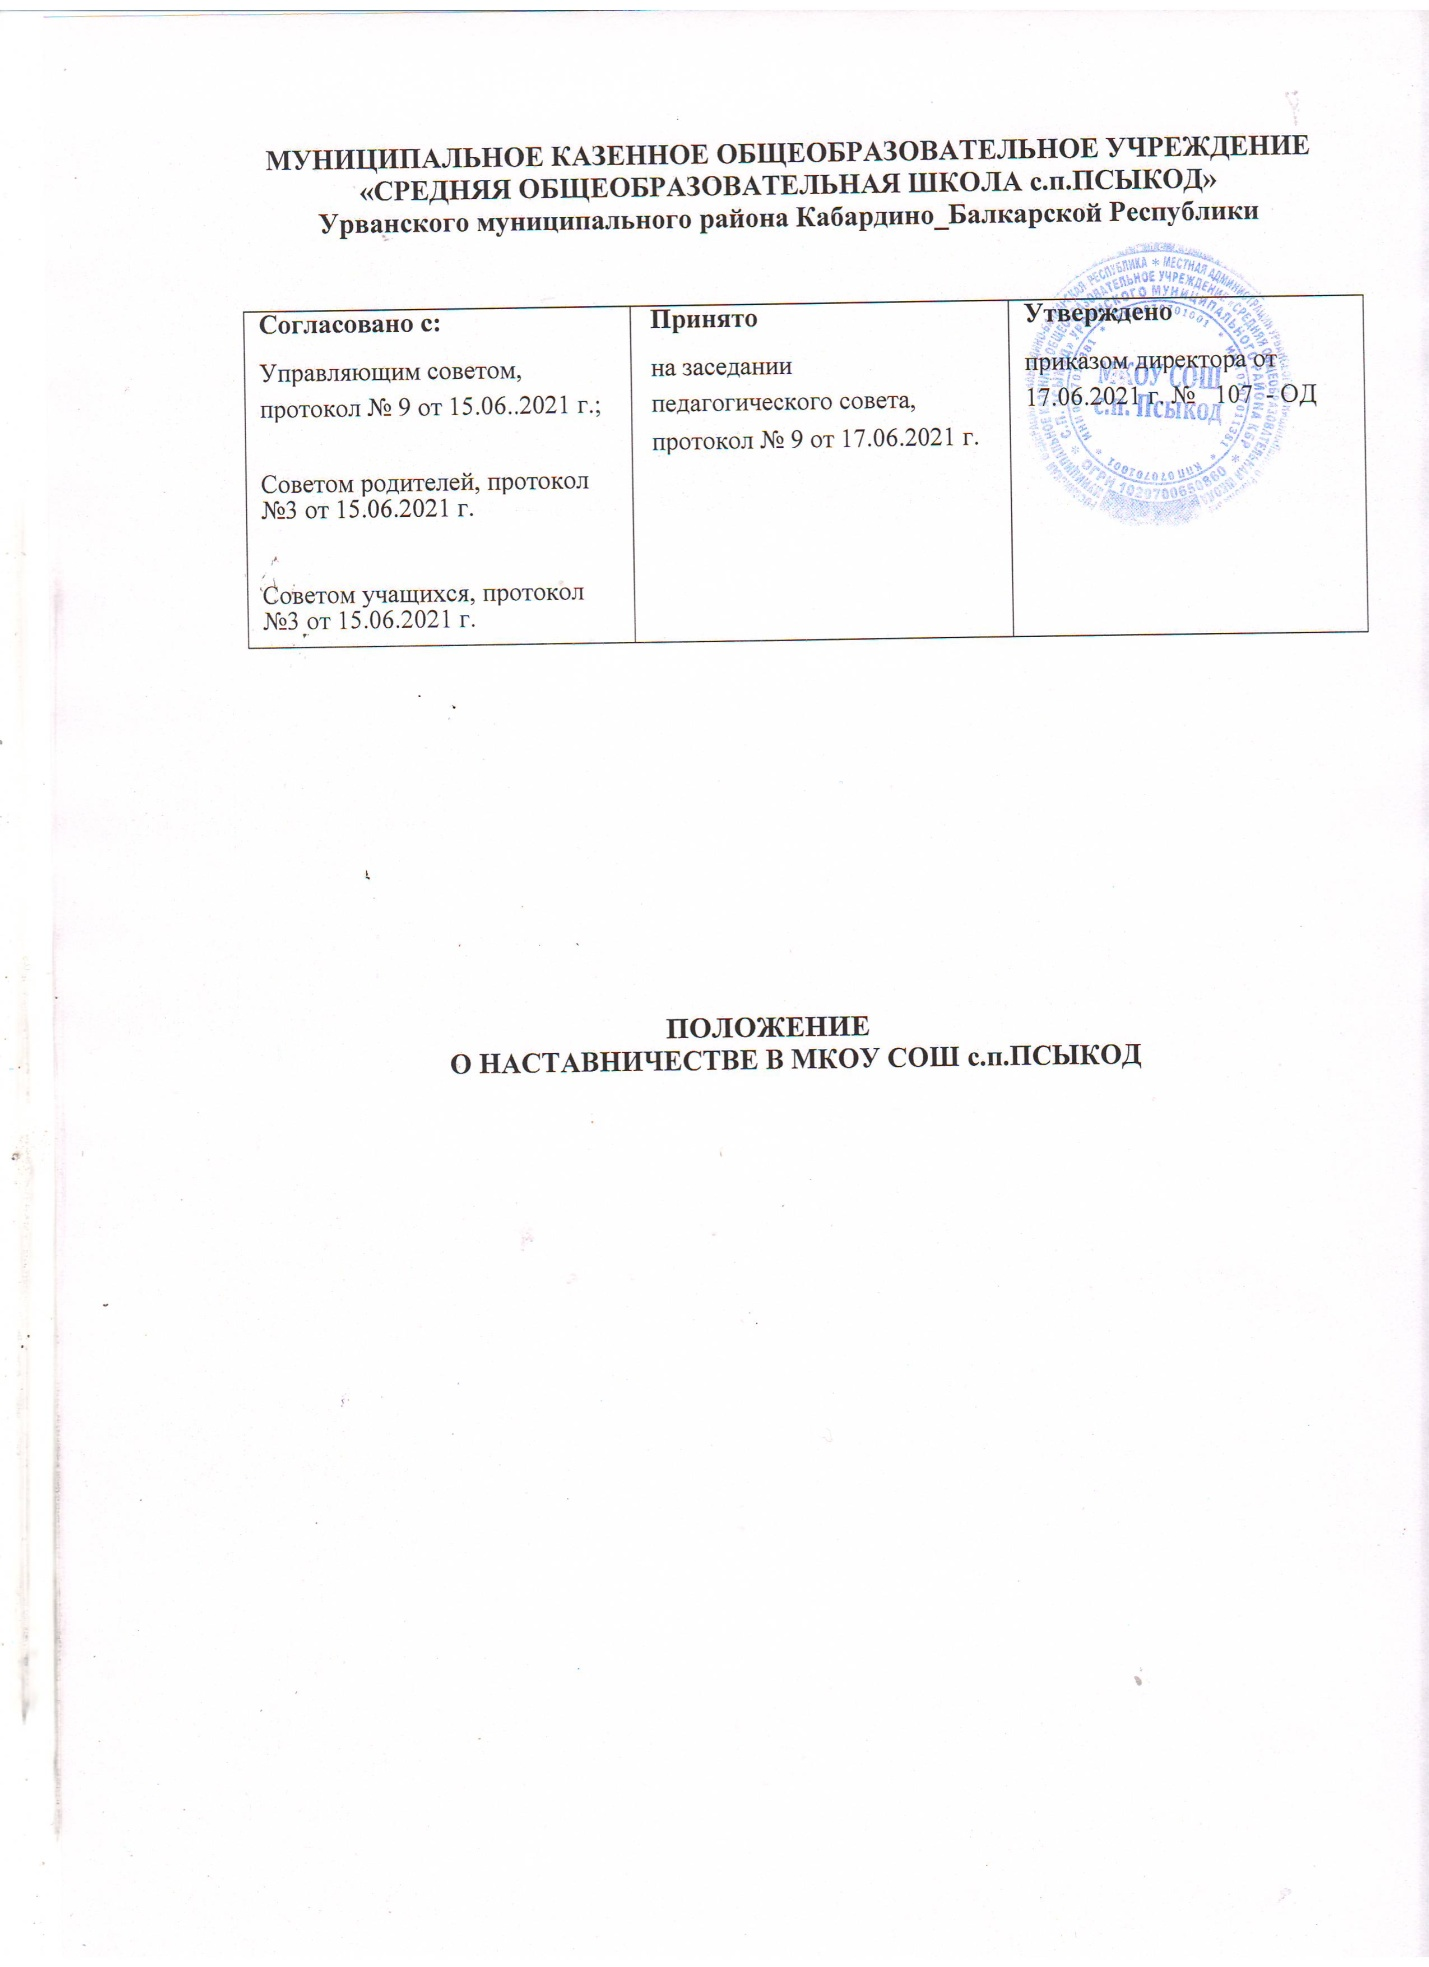 МУНИЦИПАЛЬНОЕ КАЗЕННОЕ ОБЩЕОБРАЗОВАТЕЛЬНОЕ УЧРЕЖДЕНИЕ
«СРЕДНЯЯ ОБЩЕОБРАЗОВАТЕЛЬНАЯ ШКОЛА с.п.ПСЫКОД»
Урванского муниципального района Кабардино_Балкарской Республики
Согласовано с:
Управляющим советом,
протокол № 9 от 15.06..2021 г.;
Советом родителей, протокол
№3 от 15.06.2021 г.
Советом учащихся, протокол
№3 от 15.06.2021 г.
Принято
на заседании
педагогического совета,
протокол № 9 от 17.06.2021 г.
Утверждено
приказом директора от
17.06.2021 г. № 107 - ОД
МКОУ СОШ
с.п. Псыкод
ПОЛОЖЕНИЕ
О НАСТАВНИЧЕСТВЕ В МКОУ СОШ с.п.ПСЫКОД